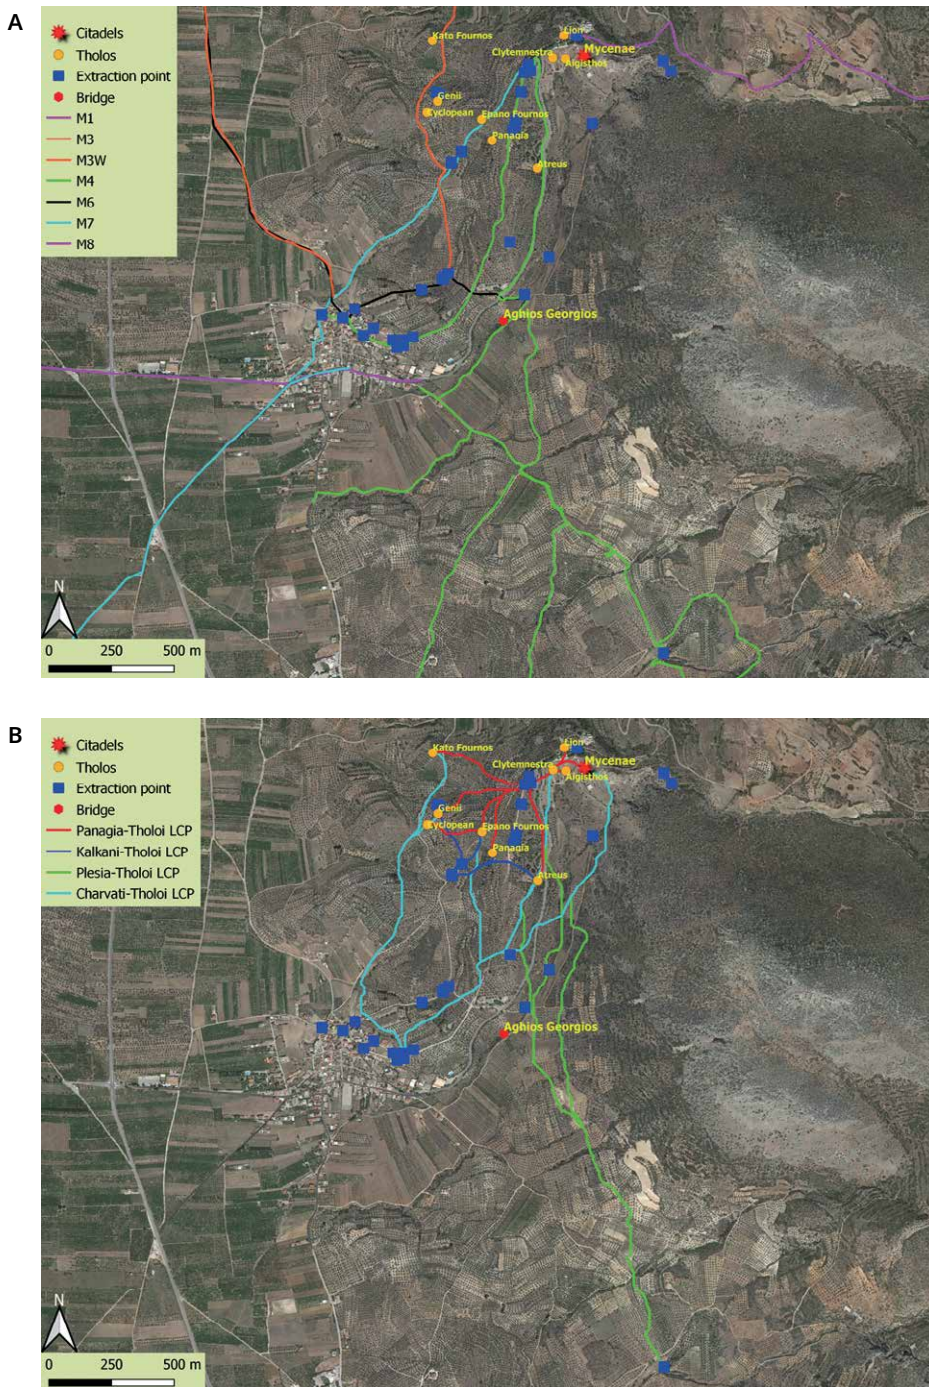 A
Citadels
Tholos
Extraction point
Bridge
M1
M3
M3W
M4
M6
M7
M8
Kato Fournos
Lion
Clytemnestra
Mycenae
Aigisthos
Genii
Cyclopean
Epano Fournos
Panagia
Atreus
Aghios Georgios
N
0 250 500 m
B
Citadels
Tholos
Extraction point
Bridge
Panagia-Tholoi LCP
Kalkani-Tholoi LCP
Plesia-Tholoi LCP
Charvati-Tholoi LCP
Kato Fournos
Lion
Clytemnestra
Mycenae
Aigisthos
Genii
Cyclopean
Epano Fournos
Panagia
Atreus
Aghios Georgios
N
0 250 500 m